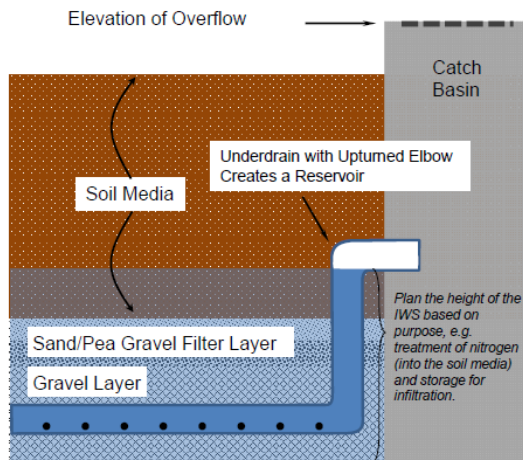 Elevation of Overflow
Catch
Basin
Underdrain with Upturned Elbow
Creates a Reservoir
Soil Media
Plan the height of the
IWS based on
purpose, e.g.
treatment of nitrogen
(into the soil media)
and storage for
infiltration.
Sand/Pea Gravel Filter Layer
Gravel Layer